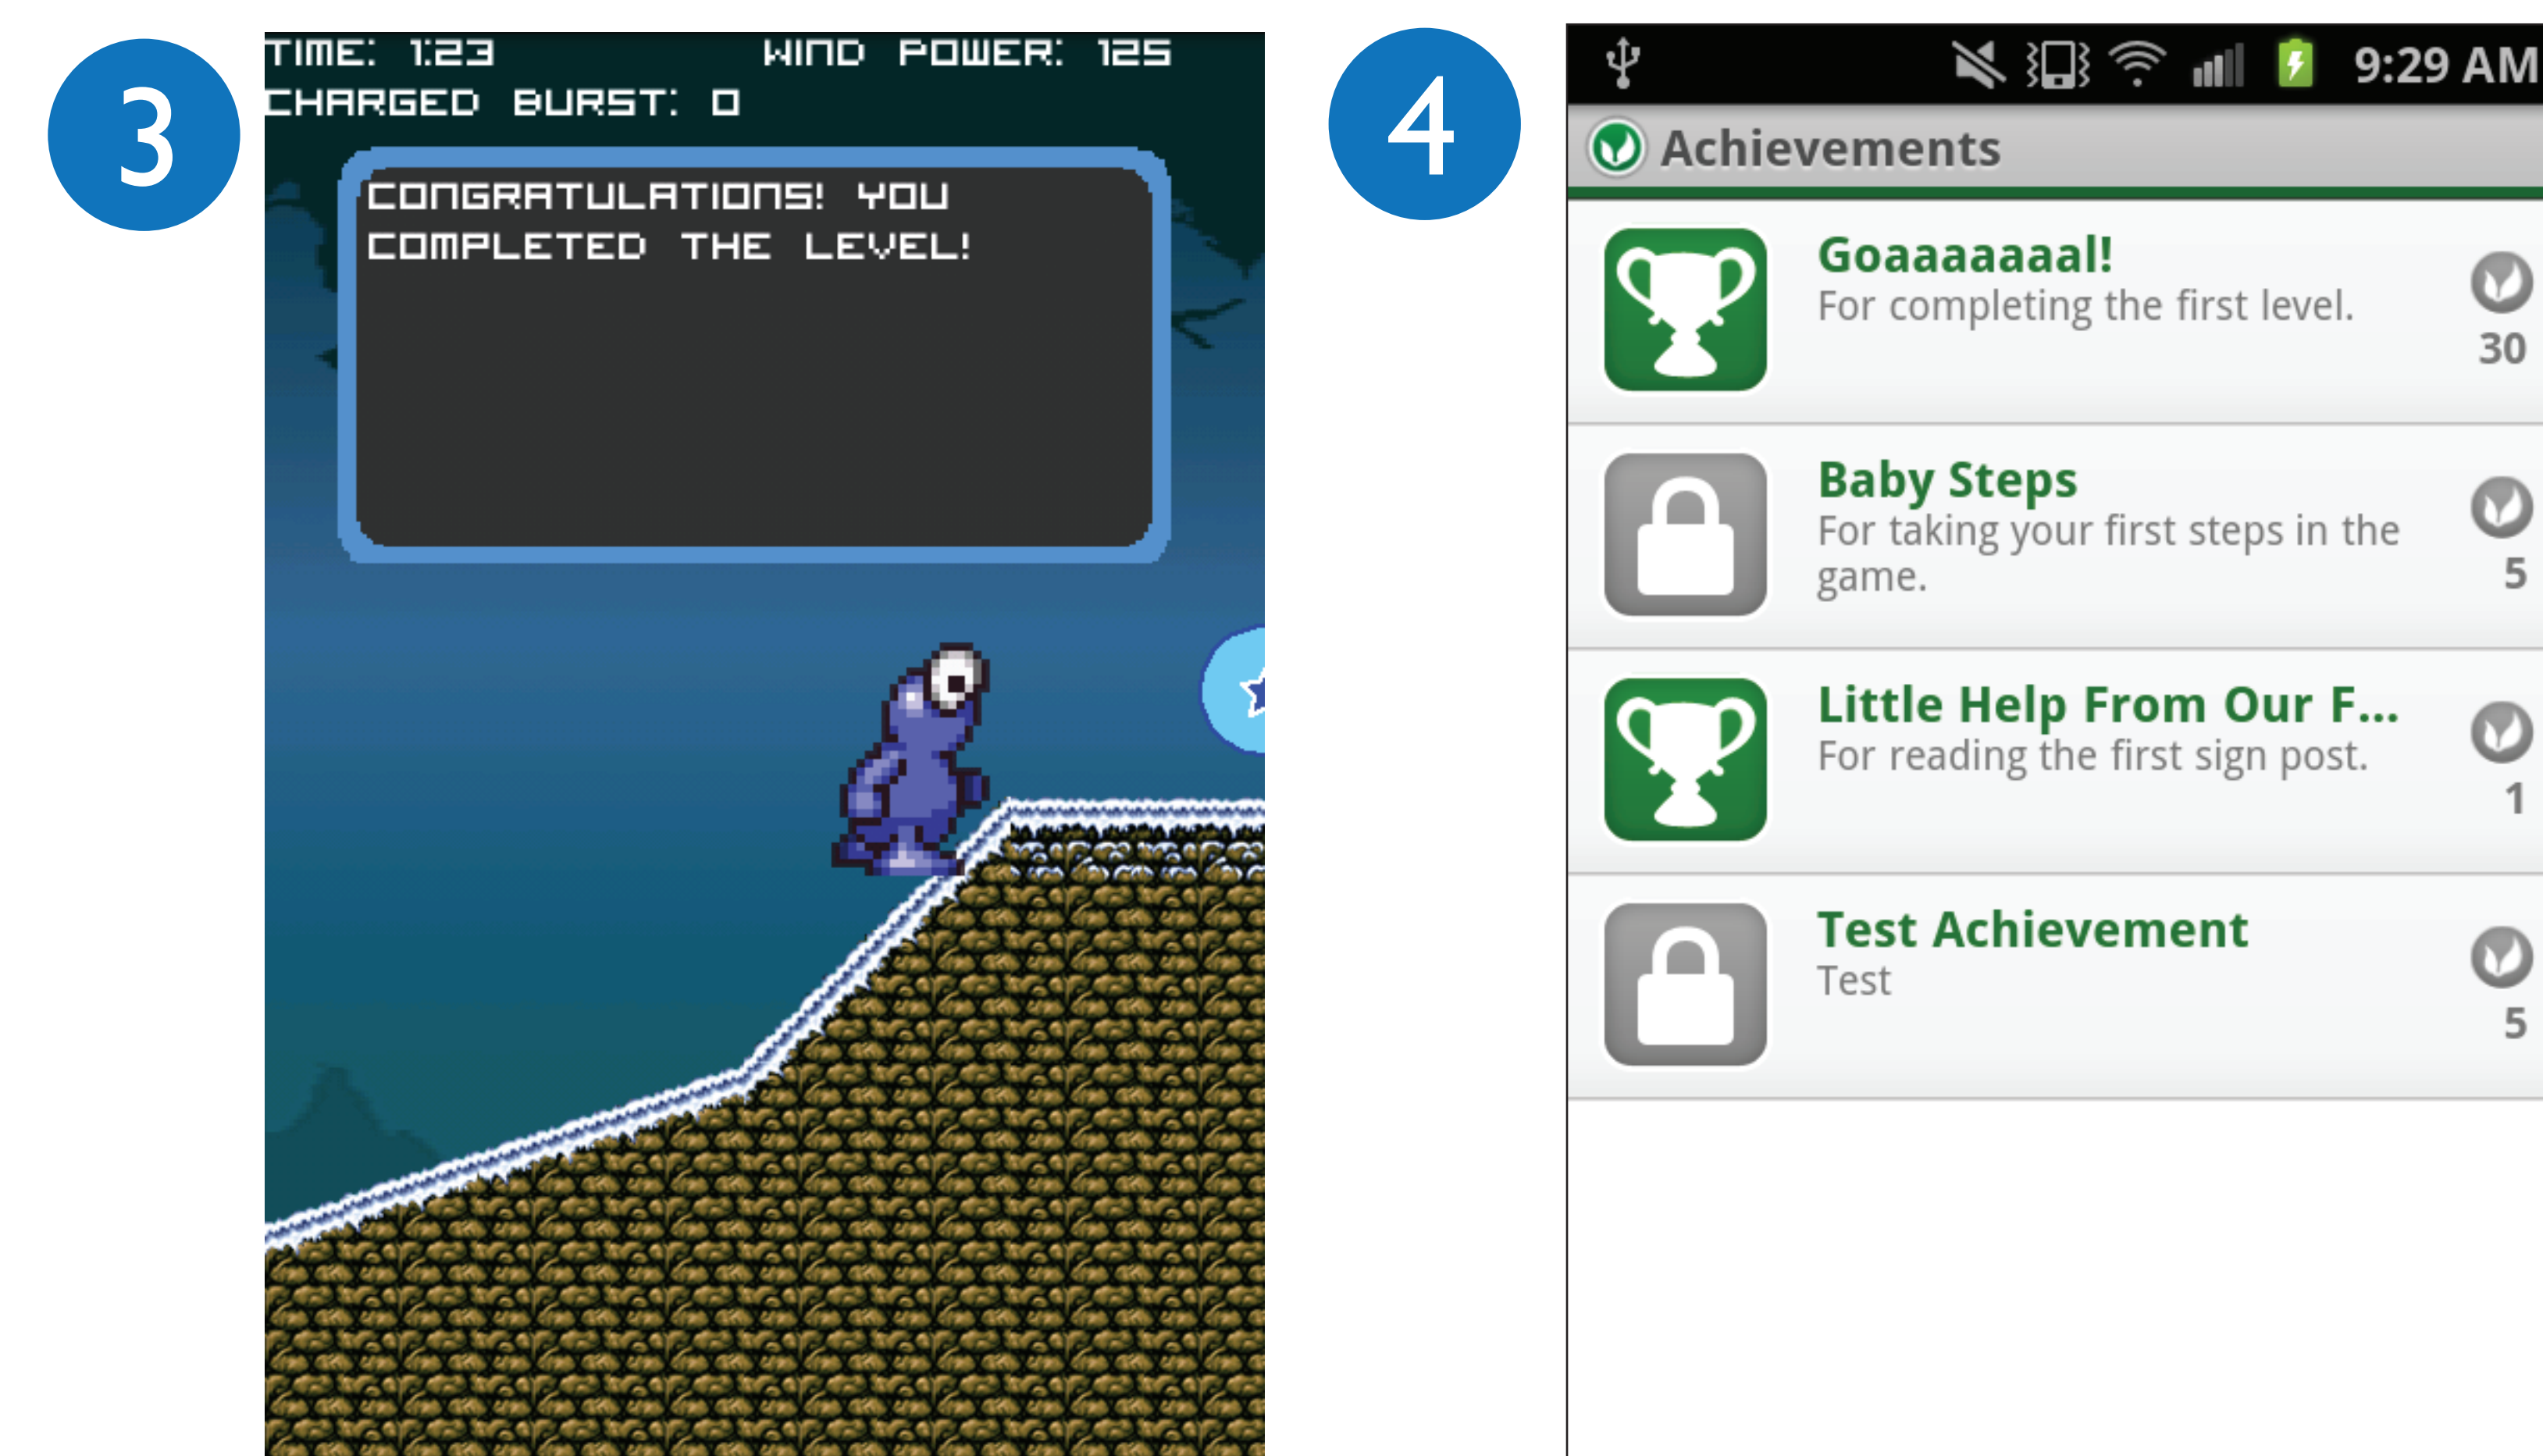 3
TIME: 1:23 WIND POWER: 125
CHARGED BURST: 0
CONGRATULATIONS! YOU
COMPLETED THE LEVEL!
4
9:29 AM
Achievements
Goaaaaaaal!
For completing the first level.
30
Baby Steps
For taking your first steps in the
game.
5
Little Help From Our F...
For reading the first sign post.
1
Test Achievement
Test
5